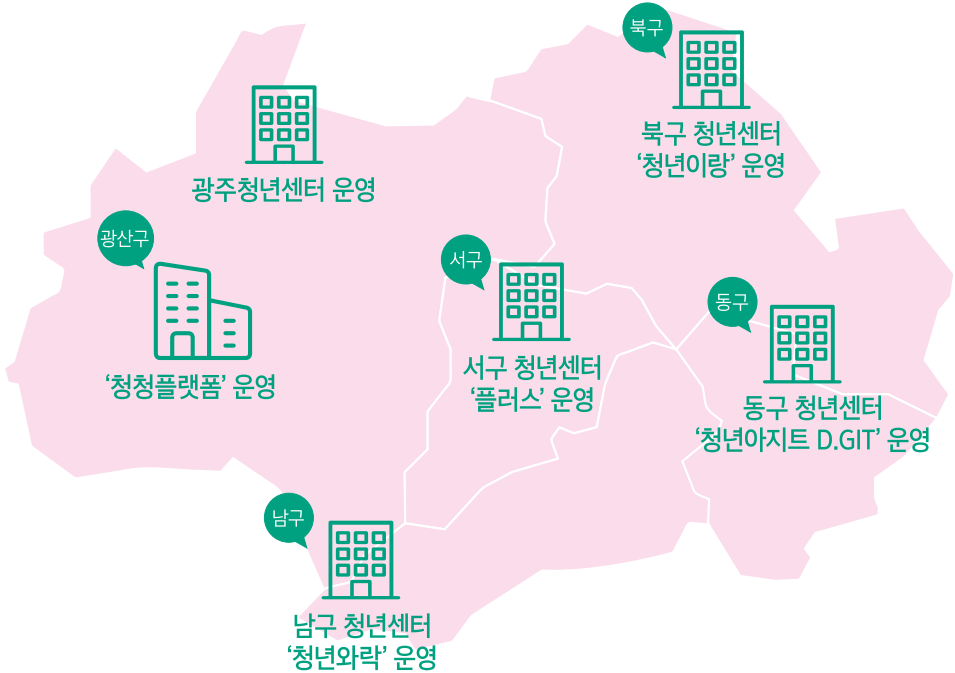 북구
북구 청년센터
‘청년이랑’ 운영
광주청년센터 운영
광산구
‘청청플랫폼’ 운영
서구
서구 청년센터
‘플러스’ 운영
동구
동구 청년센터
‘청년아지트 D.GIT’ 운영
남구
남구 청년센터
‘청년와락’ 운영